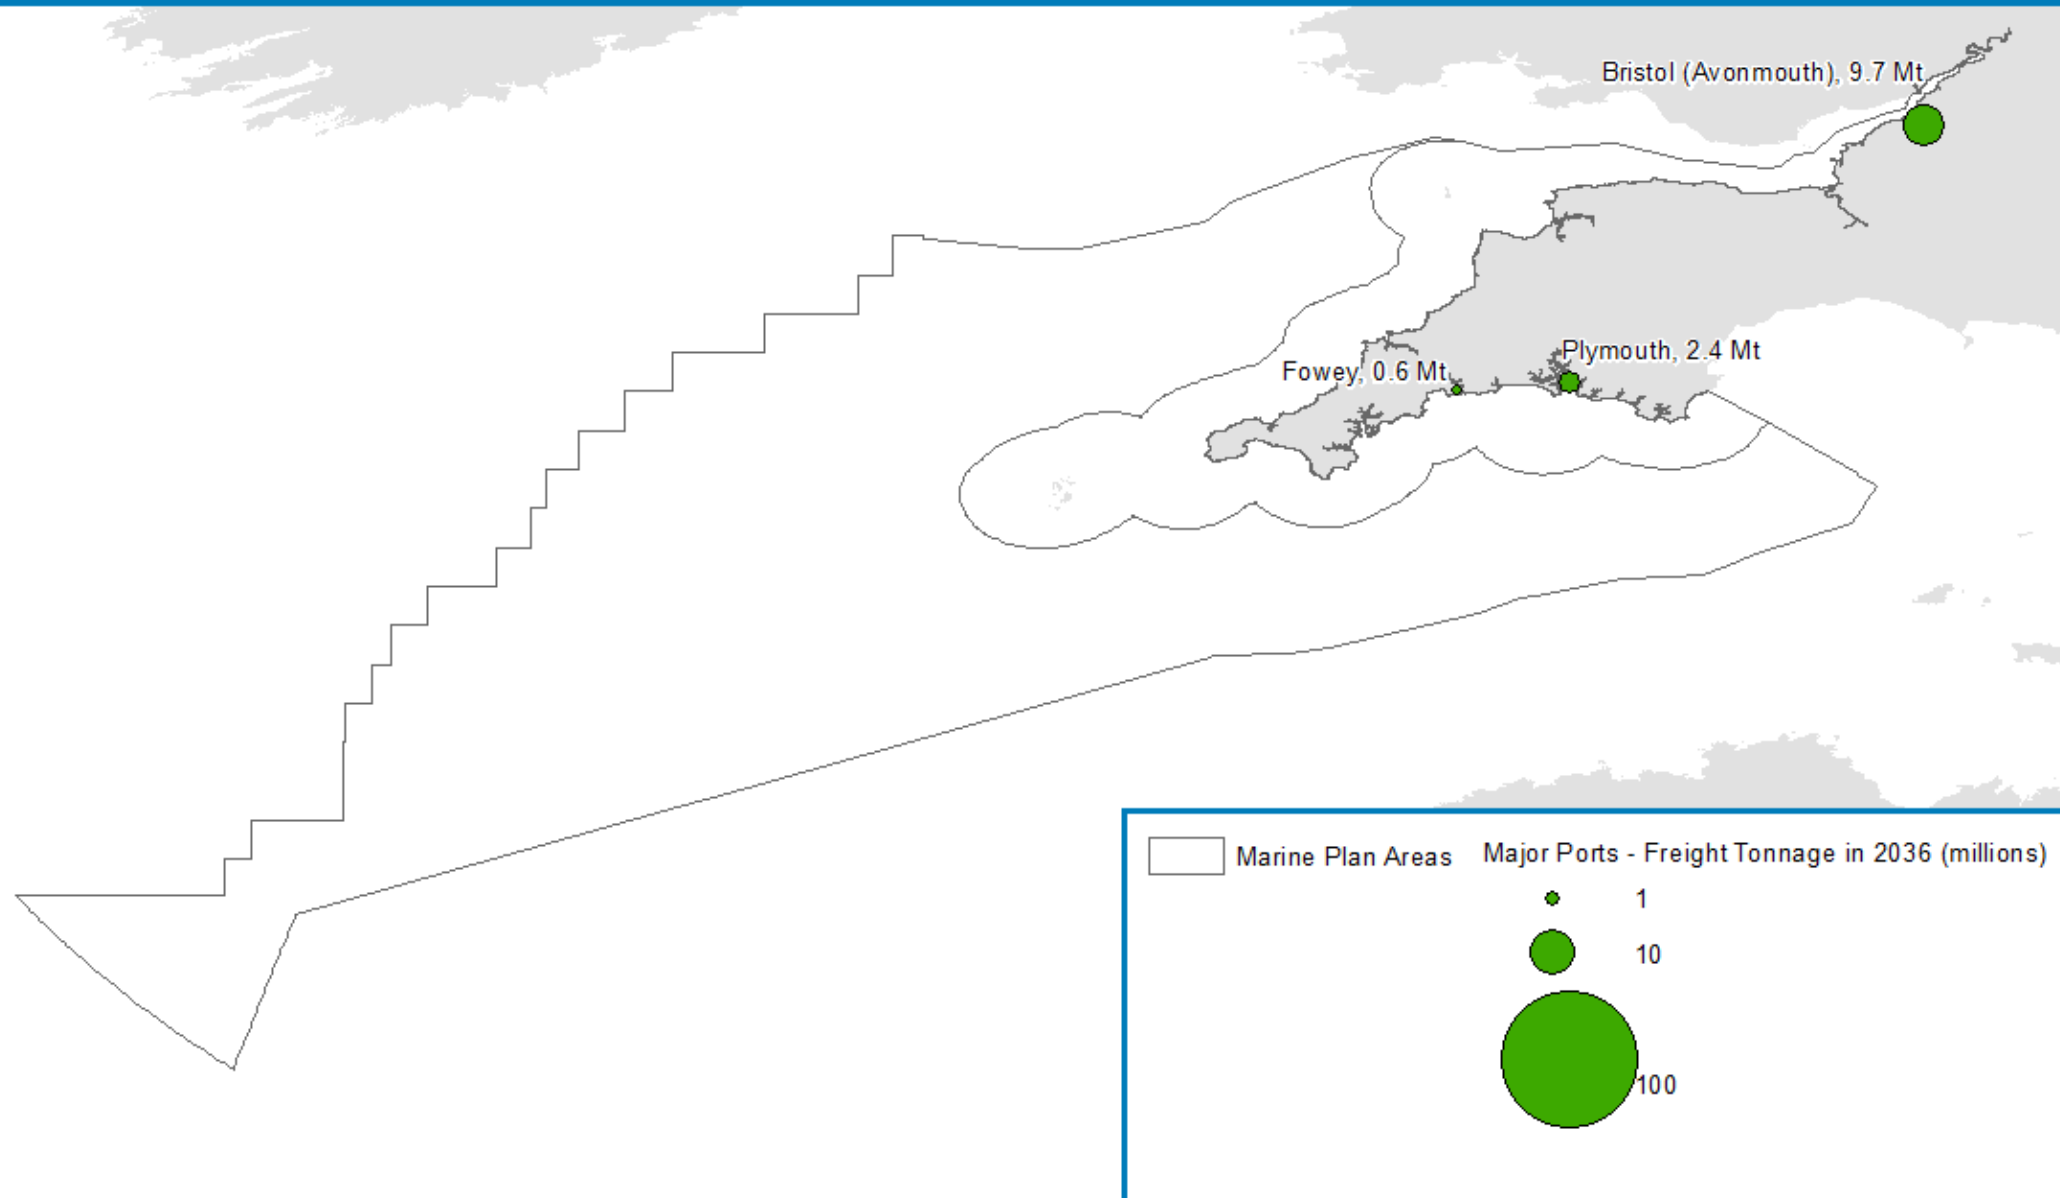 Bristol (Avonmouth), 9.7 Mt
Plymouth, 2.4 Mt
Fowey, 0.6 Mt
Marine Plan Areas
Major Ports - Freight Tonnage in 2036 (millions)
1
10
100